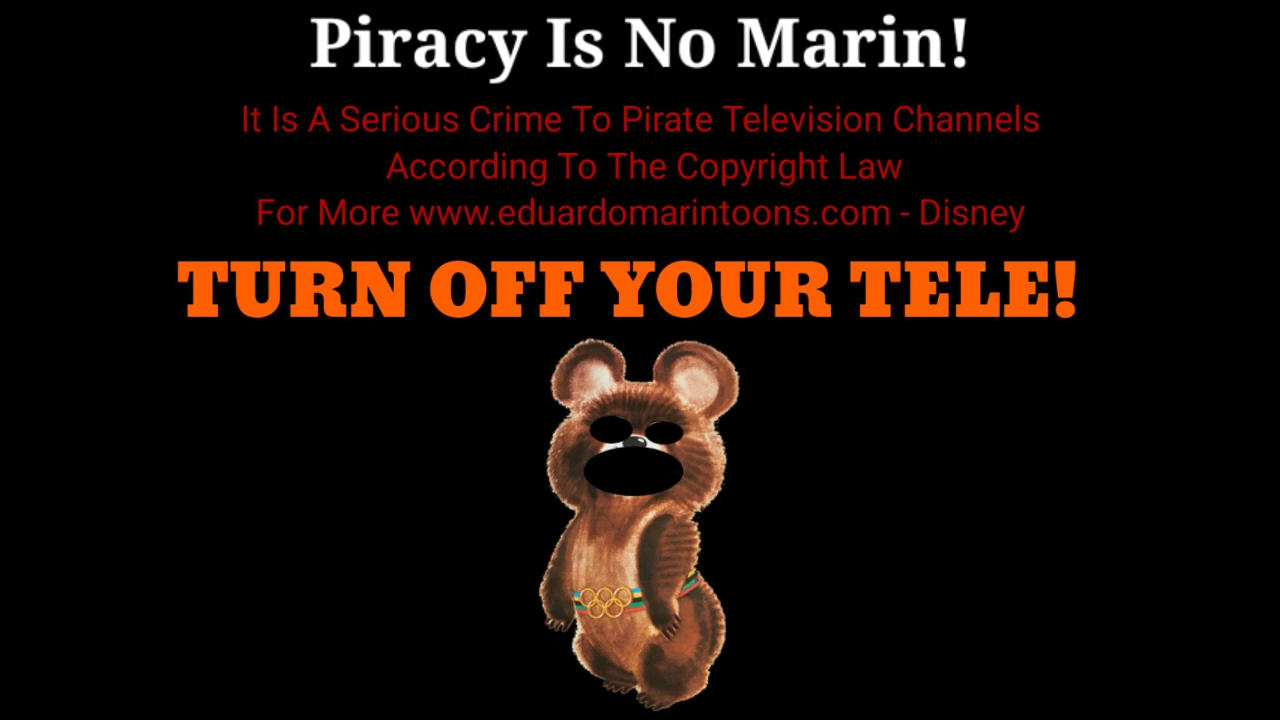 Piracy Is No Marin!
It Is A Serious Crime To Pirate Television Channels
According To The Copyright Law
For More www.eduardomarintoons.com - Disney
TURN OFF YOUR TELE!